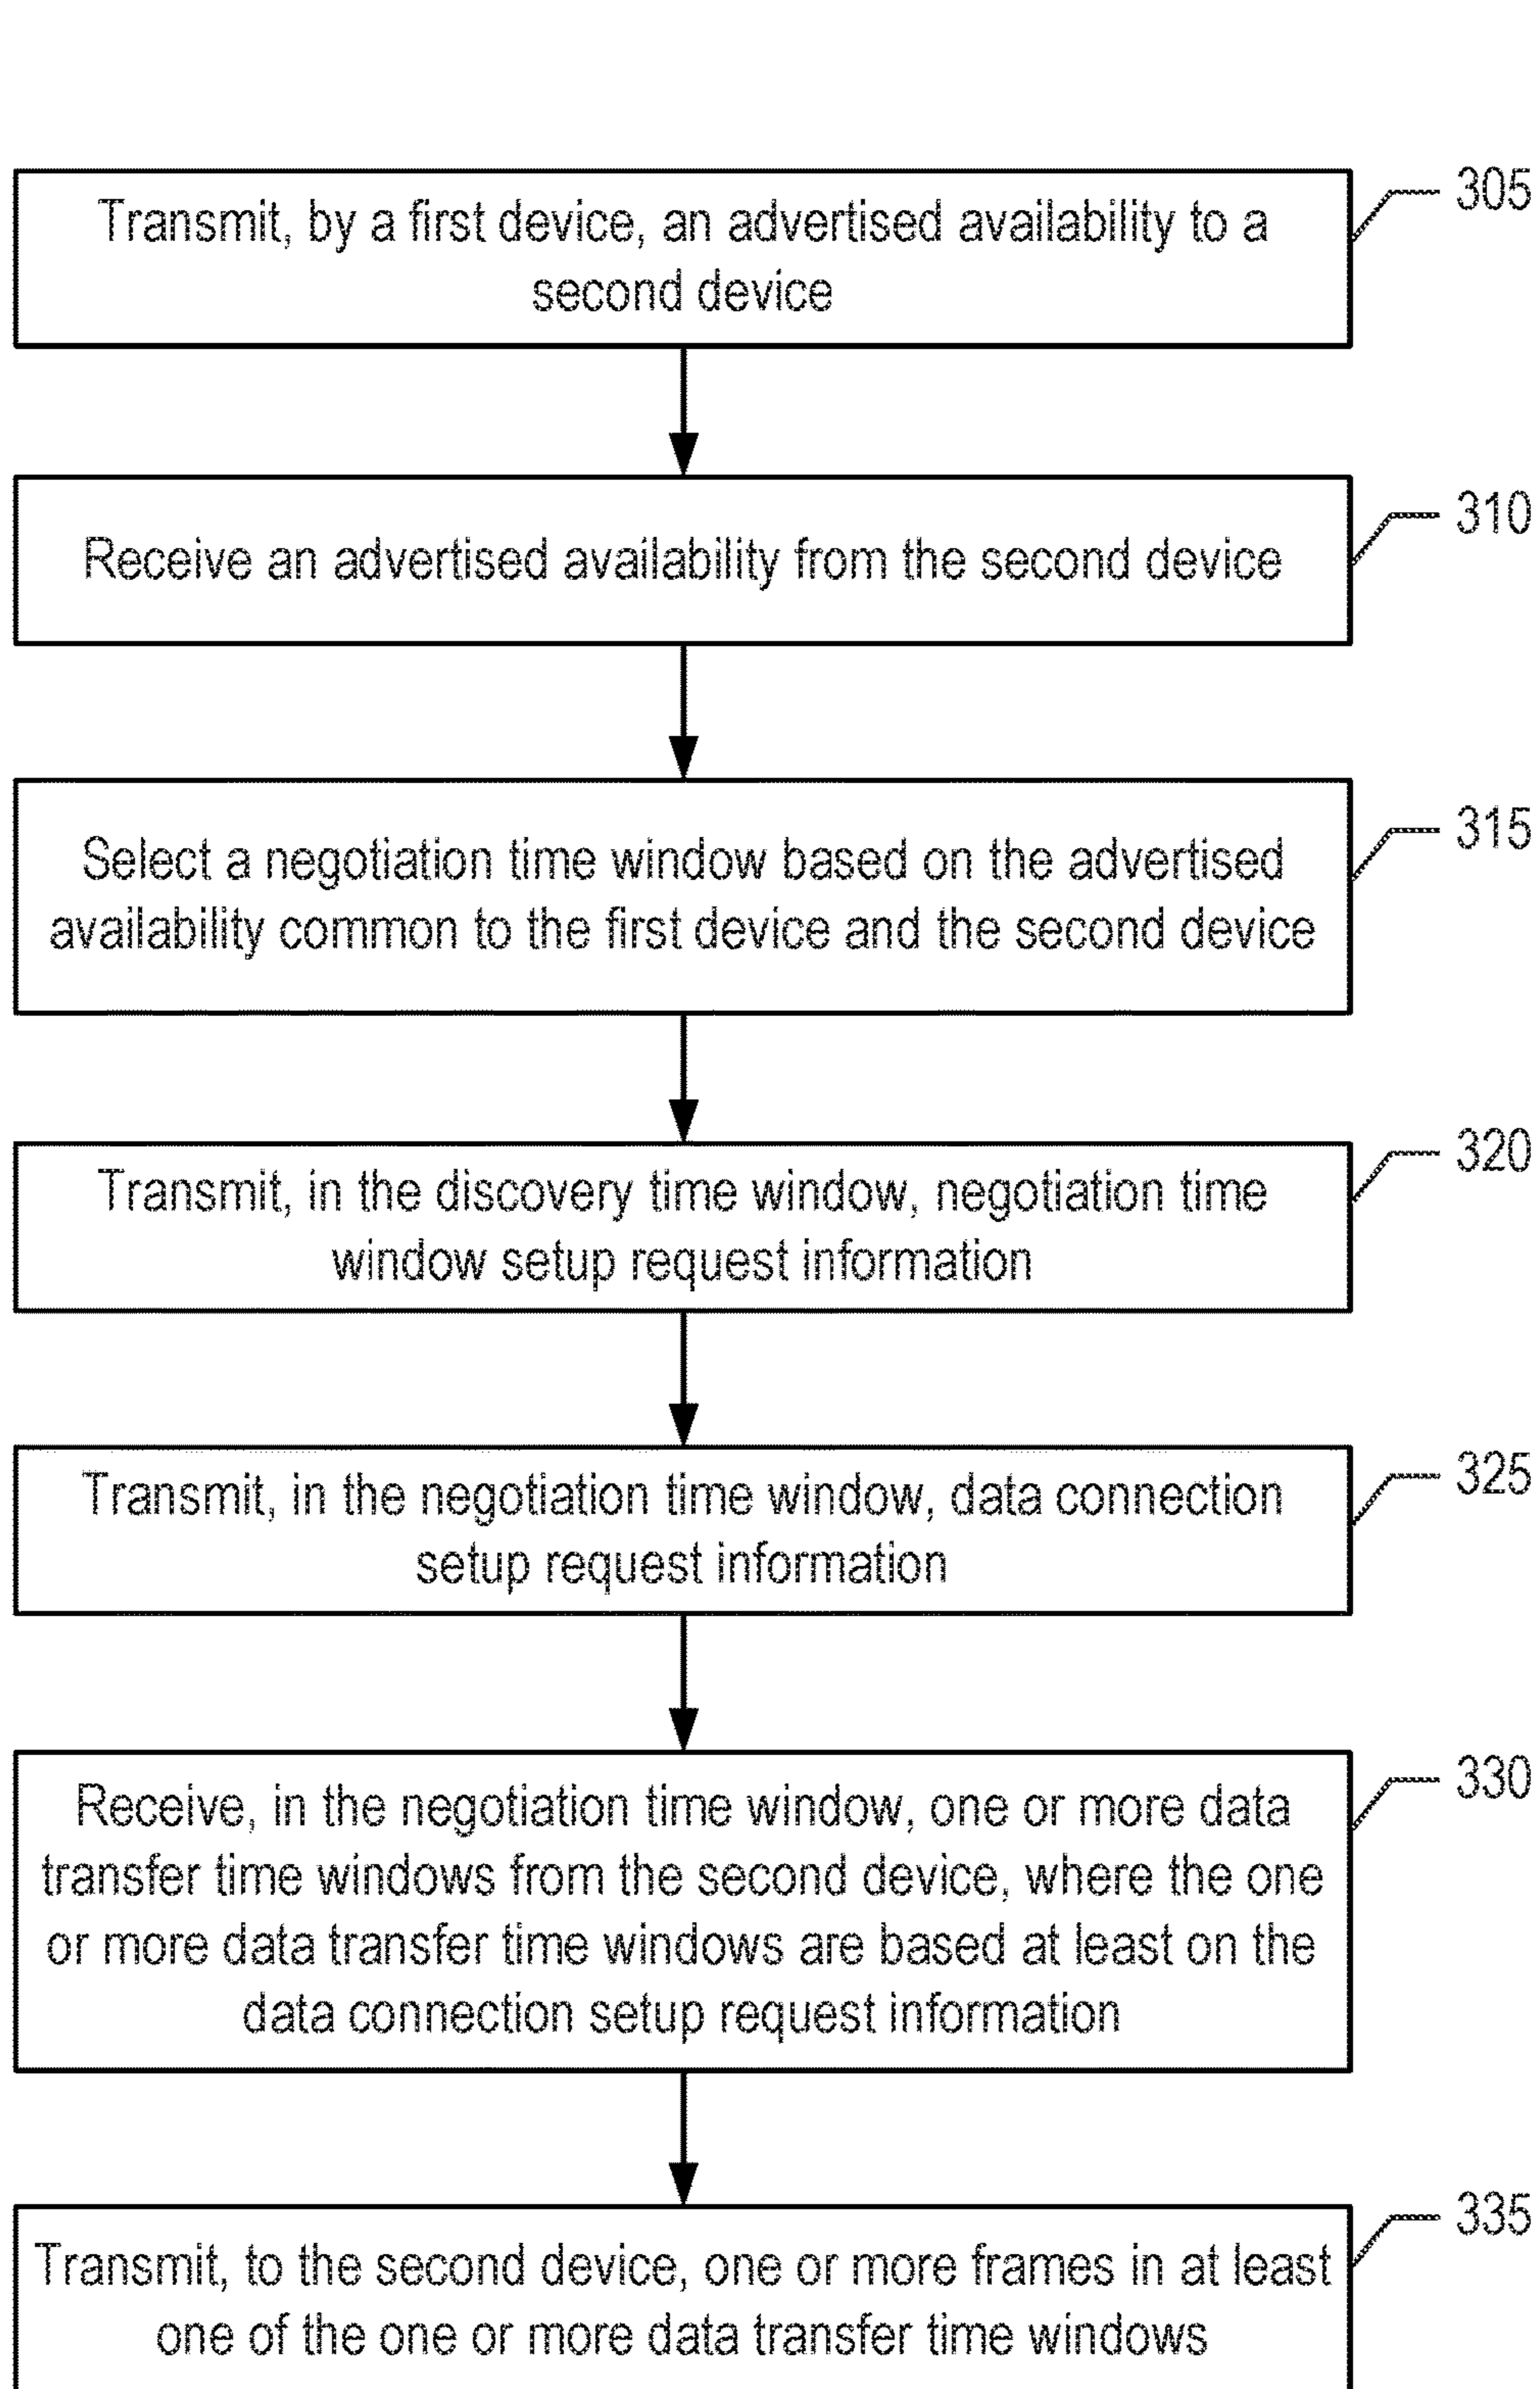 Transmit, by a first device, an advertised availability to a
second device
305
Receive an advertised availability from the second device
310
Select a negotiation time window based on the advertised
availability common to the first device and the second device
315
Transmit, in the discovery time window, negotiation time
window setup request information
320
Transmit, in the negotiation time window, data connection
setup request information
325
Receive, in the negotiation time window, one or more data
transfer time windows from the second device, where the one
or more data transfer time windows are based at least on the
data connection setup request information
330
Transmit, to the second device, one or more frames in at least
one of the one or more data transfer time windows
335